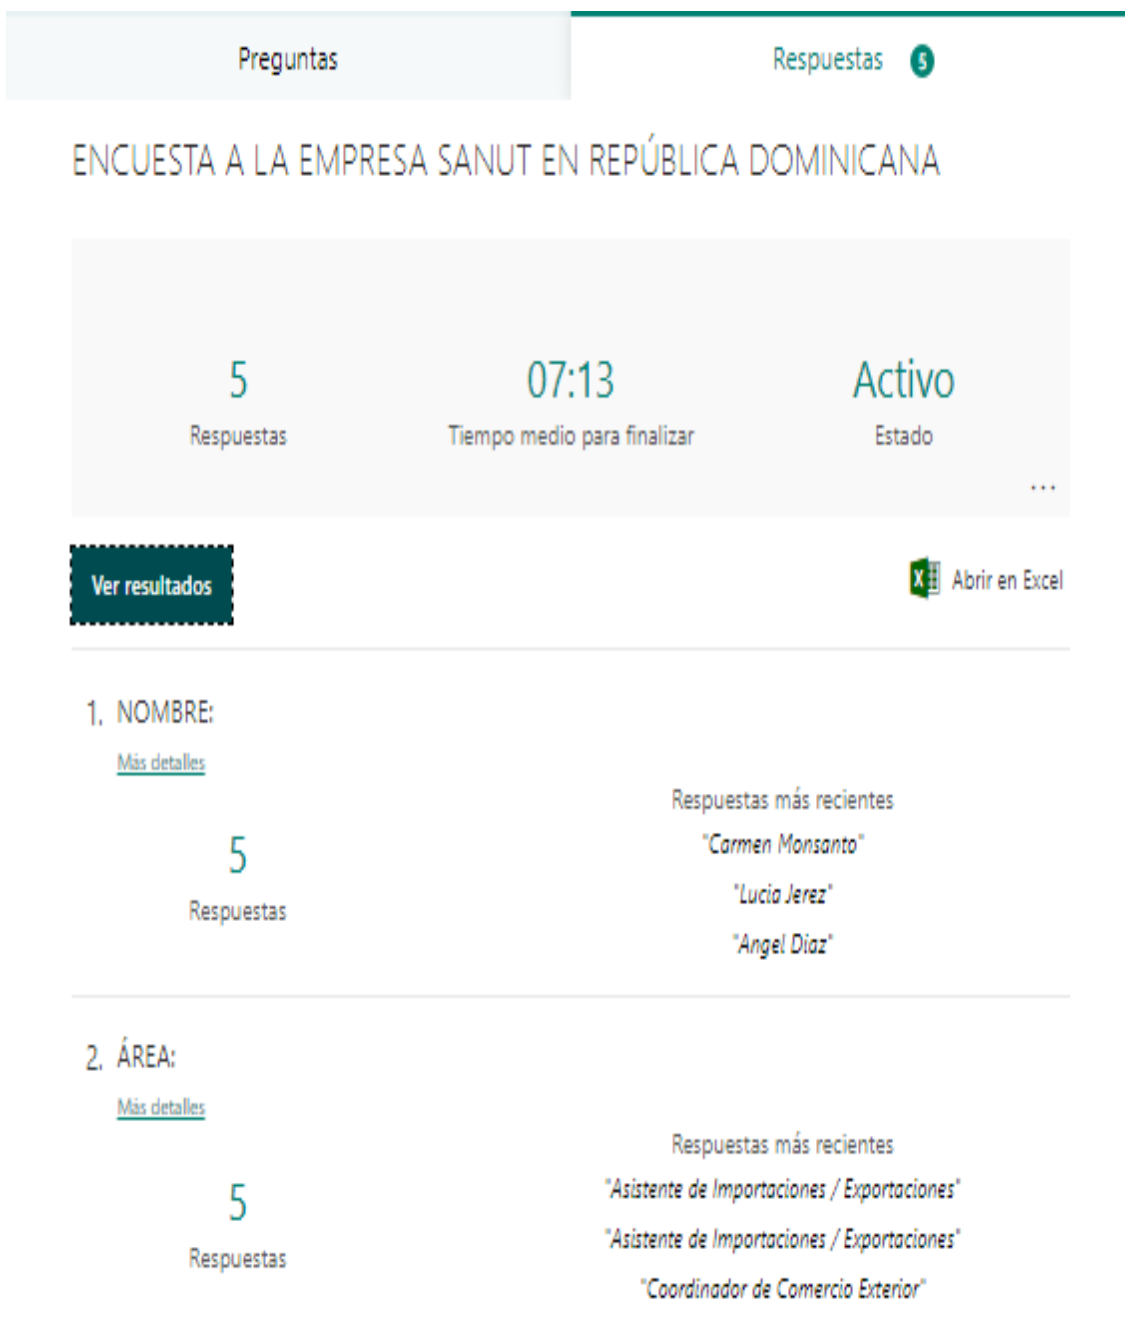 Preguntas
Respuestas 5
ENCUESTA A LA EMPRESA SANUT EN REPÚBLICA DOMINICANA
5 07:13 Activo
Respuestas Tiempo medio para finalizar Estado
...
Ver resultados Abrir en Excel
1. NOMBRE:
Más detalles
Respuestas más recientes
5
Respuestas
"Carmen Monsanto"
"Lucia Jerez"
"Angel Diaz"
2. ÁREA:
Más detalles
Respuestas más recientes
5
Respuestas
"Asistente de Importaciones / Exportaciones"
"Asistente de Importaciones / Exportaciones"
"Coordinador de Comercio Exterior"